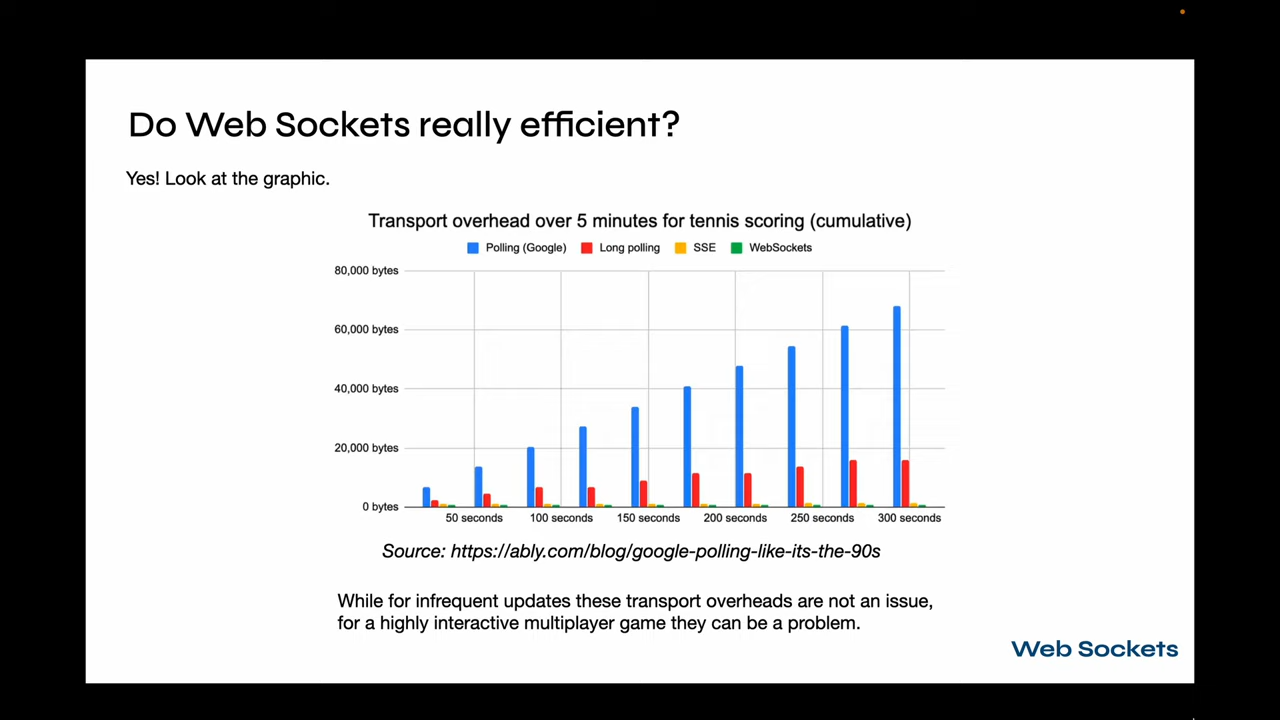 Do Web Sockets really efficient?
Yes! Look at the graphic.
Transport overhead over 5 minutes for tennis scoring (cumulative)
Polling (Google) Long polling SSE WebSockets
80,000 bytes
60,000 bytes
40,000 bytes
20,000 bytes
0 bytes
50 seconds 100 seconds 150 seconds 200 seconds 250 seconds 300 seconds
Source: https://ably.com/blog/google-polling-like-its-the-90s
While for infrequent updates these transport overheads are not an issue,
for a highly interactive multiplayer game they can be a problem.
Web Sockets